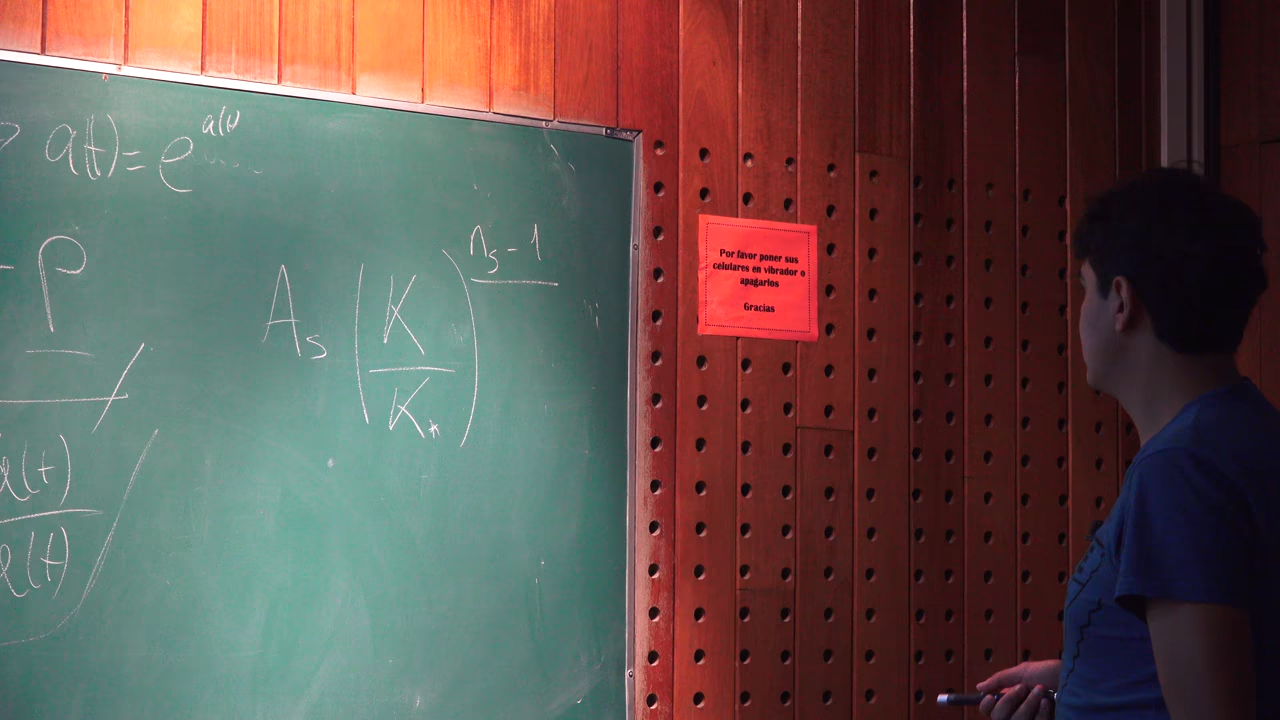 a(t) = e^{a(t)}
P
A_s (K/K_*)^{n_s-1}
(t)
(t)
Por favor poner sus
celulares en vibrador o
apagarlos
Gracias